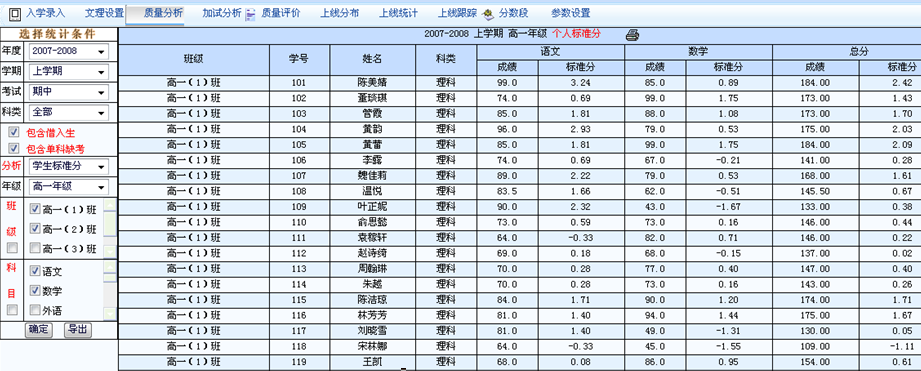 入学录入 文理设置 质量分析 加试分析 质量评价 上线分布 上线统计 上线跟踪 分数段 参数设置
选择统计条件
年度 2007-2008
学期 上学期
考试 期中
科类 全部
包含借入生
包含单科缺考
分析 学生标准分
年级 高一年级
班级
高一(1)班
高一(2)班
高一(3)班
科目
语文
数学
外语
确定 导出
2007-2008 上学期 高一年级 个人标准分
班级 学号 姓名 科类 语文 数学 总分
成绩 标准分 成绩 标准分 成绩 标准分
高一(1)班 101 陈美婧 理科 99.0 3.24 85.0 0.89 184.00 2.42
高一(1)班 102 董琰琪 理科 74.0 0.69 99.0 1.75 173.00 1.43
高一(1)班 103 管霞 理科 85.0 1.81 88.0 1.08 173.00 1.70
高一(1)班 104 黄韵 理科 96.0 2.93 79.0 0.53 175.00 2.03
高一(1)班 105 黄蕾 理科 85.0 1.81 99.0 1.75 184.00 2.09
高一(1)班 106 李霞 理科 74.0 0.69 67.0 -0.21 141.00 0.28
高一(1)班 107 魏佳莉 理科 89.0 2.22 79.0 0.53 168.00 1.61
高一(1)班 108 温悦 理科 83.5 1.66 62.0 -0.51 145.50 0.67
高一(1)班 109 叶正妮 理科 90.0 2.32 43.0 -1.67 133.00 0.38
高一(1)班 110 俞思懿 理科 73.0 0.59 73.0 0.16 146.00 0.44
高一(1)班 111 袁稼轩 理科 64.0 -0.33 82.0 0.71 146.00 0.22
高一(1)班 112 赵诗绮 理科 69.0 0.18 68.0 -0.15 137.00 0.02
高一(1)班 113 周翰琳 理科 70.0 0.28 77.0 0.40 147.00 0.40
高一(1)班 114 朱越 理科 70.0 0.28 73.0 0.16 143.00 0.26
高一(1)班 115 陈洁琼 理科 84.0 1.71 90.0 1.20 174.00 1.71
高一(1)班 116 林芳芳 理科 81.0 1.40 94.0 1.44 175.00 1.67
高一(1)班 117 刘晓雪 理科 81.0 1.40 49.0 -1.31 130.00 0.05
高一(1)班 118 宋林娜 理科 64.0 -0.33 45.0 -1.55 109.00 -1.11
高一(1)班 119 王凯 理科 68.0 0.08 86.0 0.95 154.00 0.61